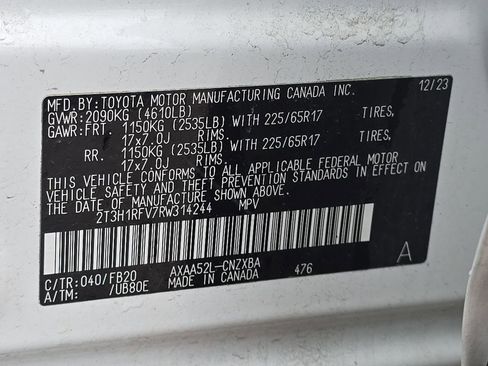 MFD.BY:TOYOTA MOTOR MANUFACTURING CANADA INC. 12/23
GVWR:2090KG (4610LB)
GAWR:FRT. 1150KG (2535LB) WITH 225/65R17 TIRES,
17x7.0J RIMS,
RR. 1150KG (2535LB) WITH 225/65R17 TIRES,
17x7.0J RIMS.
THIS VEHICLE CONFORMS TO ALL APPLICABLE FEDERAL MOTOR
VEHICLE SAFETY AND THEFT PREVENTION STANDARDS IN EFFECT
ON THE DATE OF MANUFACTURE SHOWN ABOVE.
2T3H1RFV7RW314244 MPV
C/TR:040/FB20 AXAA52L-CNZXBA A
A/TM: /UB80E MADE IN CANADA 476